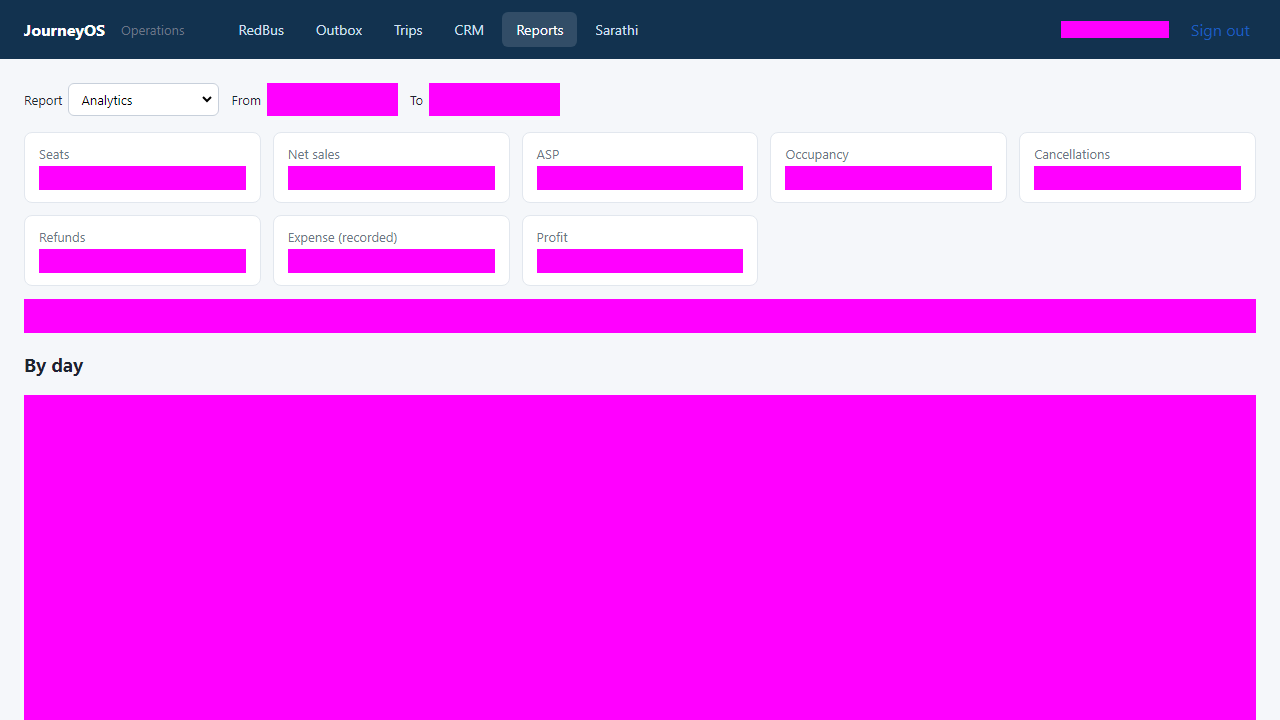 JourneyOS Operations RedBus Outbox Trips CRM Reports Sarathi Sign out
Report Analytics From To
Seats Net sales ASP Occupancy Cancellations
Refunds Expense (recorded) Profit
By day